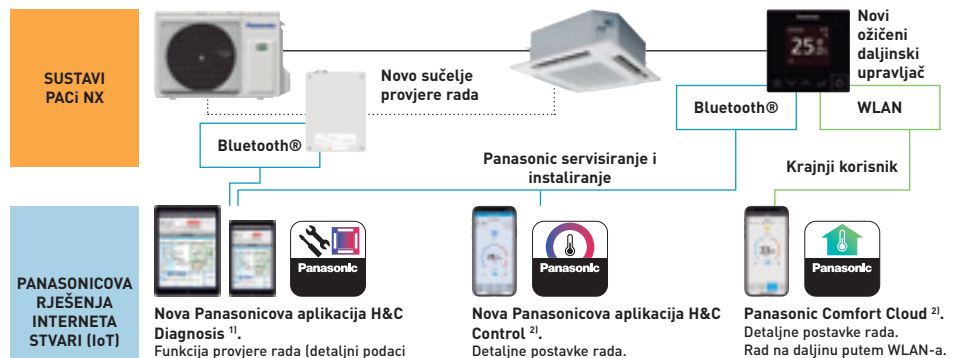 SUSTAVI
PACi NX
Panasonic
Novo sučelje
provjere rada
Panasonic
25
Novi
ožičeni
daljinski
upravljač
Bluetooth®
Bluetooth®
WLAN
Panasonic servisiranje i
instaliranje
Krajnji korisnik
PANASONICOVA
RJEŠENJA
INTERNETA
STVARI (IoT)
Panasonic
Nova Panasonicova aplikacija H&C
Diagnosis 1).
Funkcija provjere rada (detaljni podaci
Panasonic
Nova Panasonicova aplikacija H&C
Control 2).
Detaljne postavke rada.
Panasonic
Panasonic Comfort Cloud 2).
Detaljne postavke rada.
Rad na daljinu putem WLAN-a.